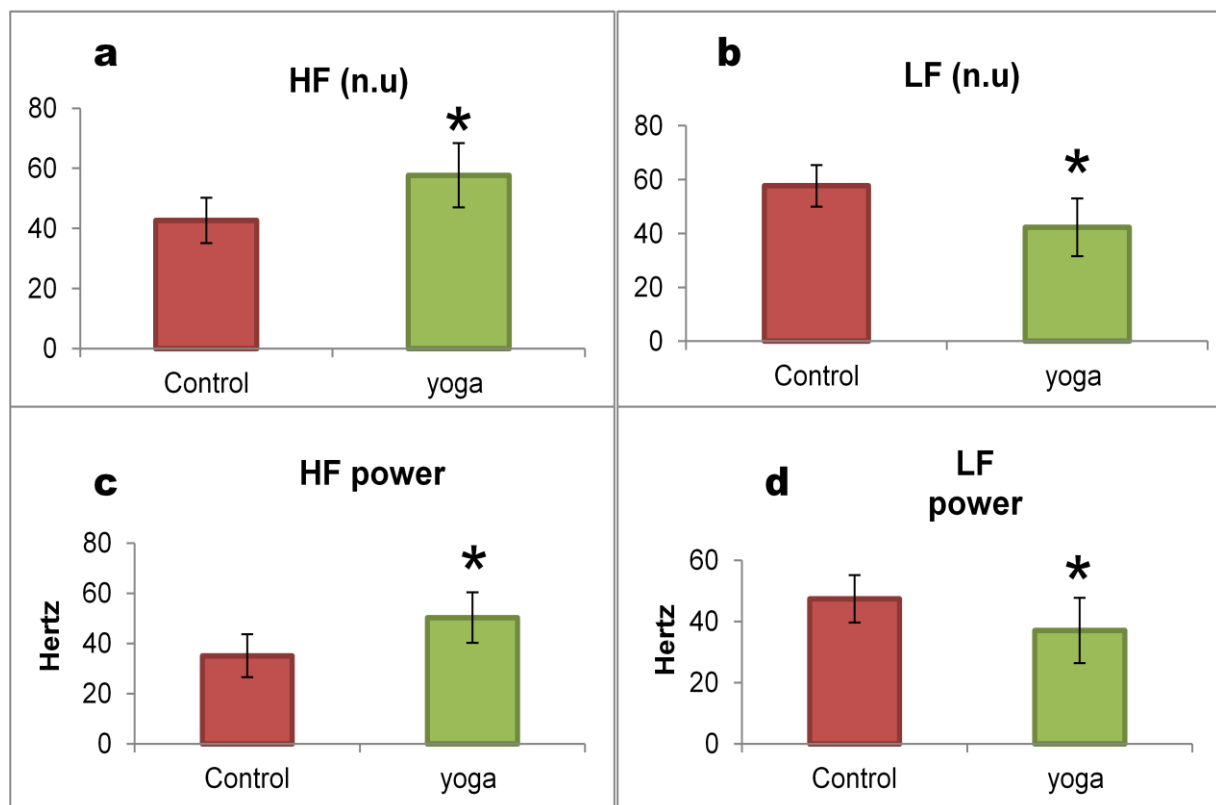 a
HF (n.u)
80
60
40
20
0
*
Control
yoga
b
LF (n.u)
80
60
40
20
0
*
Control
yoga
c
HF power
Hertz
80
60
40
20
0
*
Control
yoga
d
LF
power
Hertz
60
40
20
0
*
Control
yoga